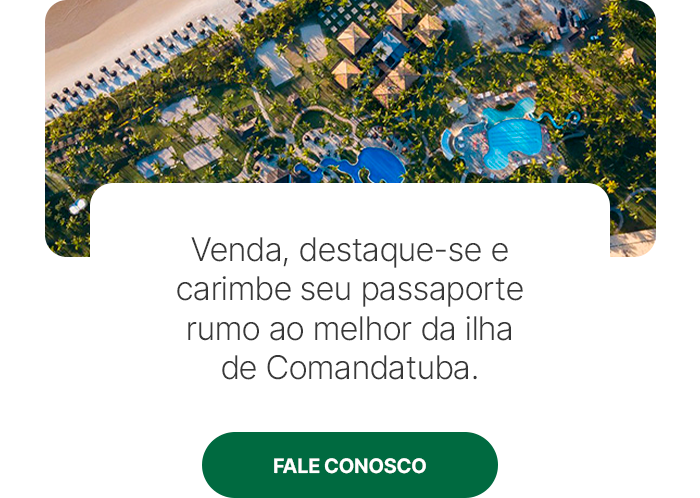 Venda, destaque-se e
carimbe seu passaporte
rumo ao melhor da ilha
de Comandatuba.
FALE CONOSCO